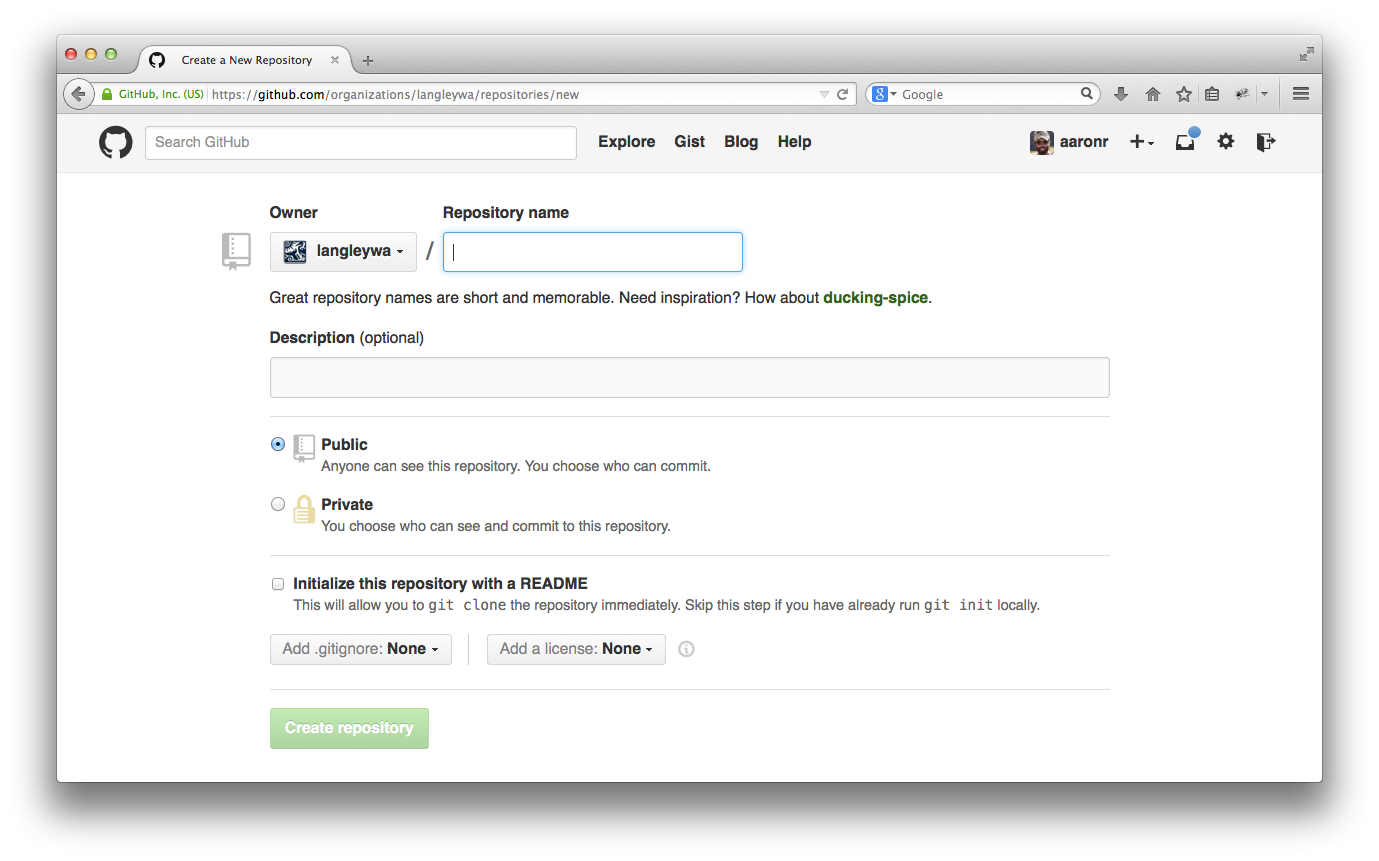 Create a New Repository
GitHub, Inc. (US) https://github.com/organizations/langleywa/repositories/new
8 Google
Search GitHub
Explore Gist Blog Help
aaronr
Owner Repository name
langleywa /
Great repository names are short and memorable. Need inspiration? How about ducking-spice.
Description (optional)
Public
Anyone can see this repository. You choose who can commit.
Private
You choose who can see and commit to this repository.
Initialize this repository with a README
This will allow you to git clone the repository immediately. Skip this step if you have already run git init locally.
Add .gitignore: None Add a license: None
Create repository